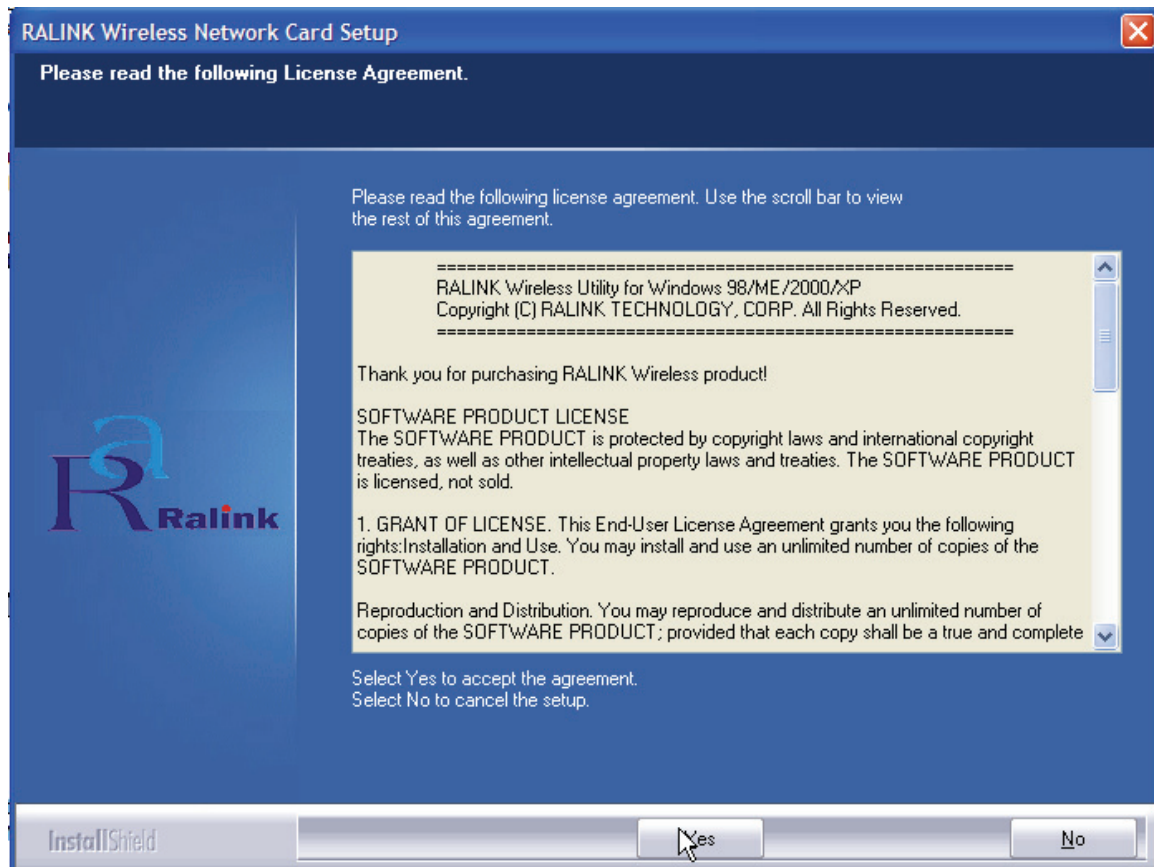 RALINK Wireless Network Card Setup
Please read the following License Agreement.
Please read the following license agreement. Use the scroll bar to view
the rest of this agreement.
===========================================================
RALINK Wireless Utility for Windows 98/ME/2000/XP
Copyright (C) RALINK TECHNOLOGY, CORP. All Rights Reserved.
===========================================================
Thank you for purchasing RALINK Wireless product!
SOFTWARE PRODUCT LICENSE
The SOFTWARE PRODUCT is protected by copyright laws and international copyright
treaties, as well as other intellectual property laws and treaties. The SOFTWARE PRODUCT
is licensed, not sold.
1. GRANT OF LICENSE. This End-User License Agreement grants you the following
rights:Installation and Use. You may install and use an unlimited number of copies of the
SOFTWARE PRODUCT.
Reproduction and Distribution. You may reproduce and distribute an unlimited number of
copies of the SOFTWARE PRODUCT; provided that each copy shall be a true and complete
Ra
Ralink
Select Yes to accept the agreement.
Select No to cancel the setup.
InstallShield
Yes
No